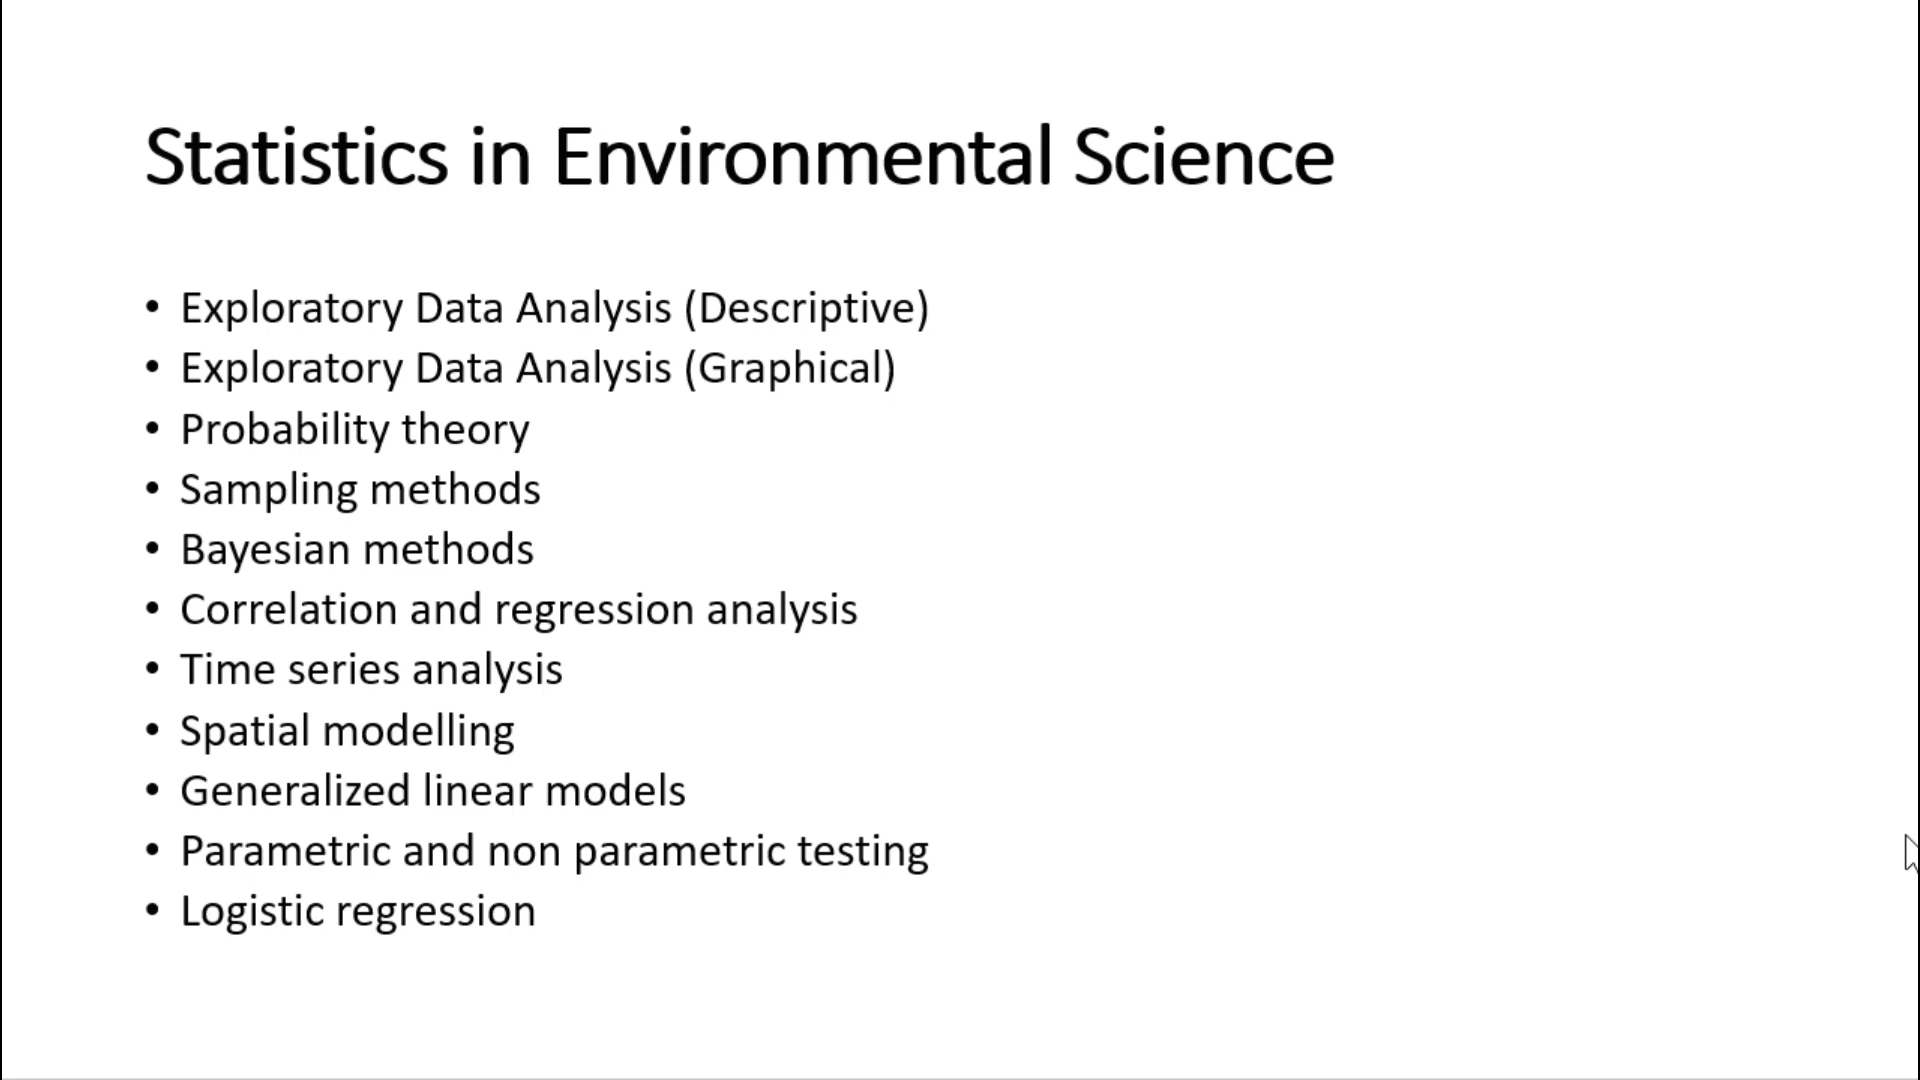 Statistics in Environmental Science
• Exploratory Data Analysis (Descriptive)
• Exploratory Data Analysis (Graphical)
• Probability theory
• Sampling methods
• Bayesian methods
• Correlation and regression analysis
• Time series analysis
• Spatial modelling
• Generalized linear models
• Parametric and non parametric testing
• Logistic regression